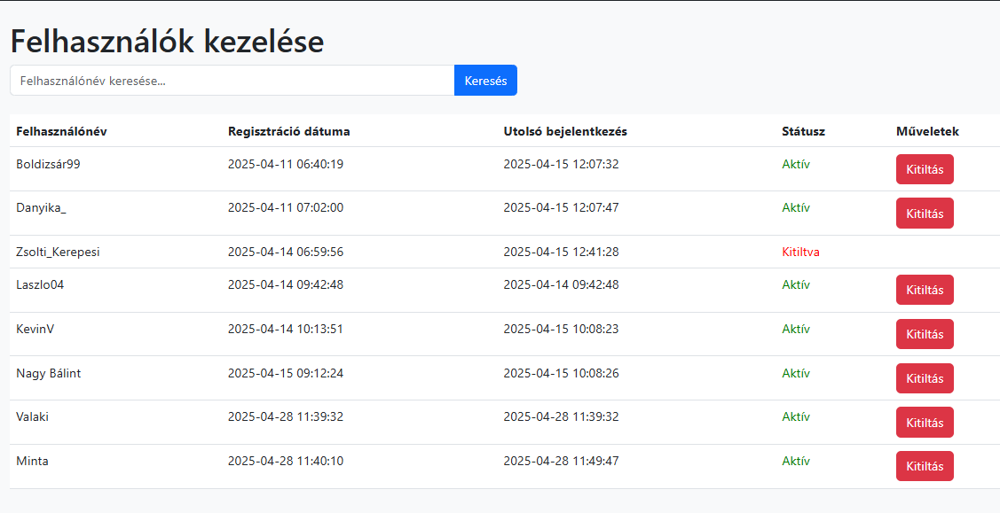 Felhasználók kezelése
Felhasználónév keresése... Keresés
Felhasználónév Regisztráció dátuma Utolsó bejelentkezés Státusz Műveletek
Boldizsár99 2025-04-11 06:40:19 2025-04-15 12:07:32 Aktív Kitiltás
Danyika_ 2025-04-11 07:02:00 2025-04-15 12:07:47 Aktív Kitiltás
Zsolti_Kerepesi 2025-04-14 06:59:56 2025-04-15 12:41:28 Kitiltva
Laszlo04 2025-04-14 09:42:48 2025-04-14 09:42:48 Aktív Kitiltás
KevinV 2025-04-14 10:13:51 2025-04-15 10:08:23 Aktív Kitiltás
Nagy Bálint 2025-04-15 09:12:24 2025-04-15 10:08:26 Aktív Kitiltás
Valaki 2025-04-28 11:39:32 2025-04-28 11:39:32 Aktív Kitiltás
Minta 2025-04-28 11:40:10 2025-04-28 11:49:47 Aktív Kitiltás